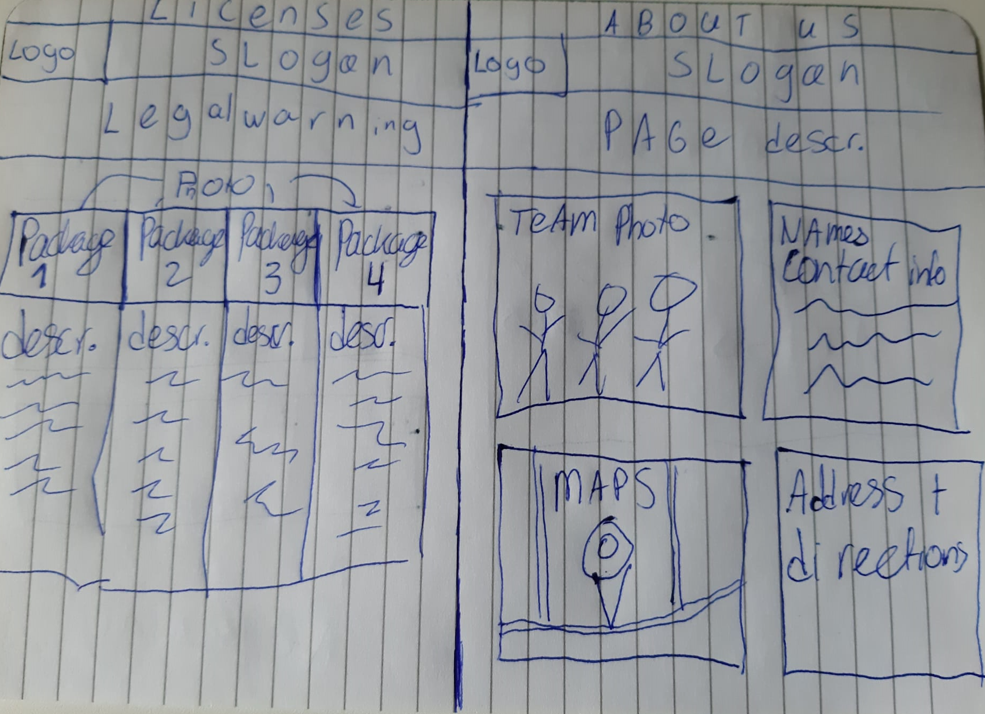 Licenses
Logo
SLogan
Legalwarning
Package
1
Package
2
Package
3
Package
4
descr.
descr.
descr.
descr.
ABOUT uS
Logo
SLogan
PAGe descr.
TeAm Photo.
NAmes
Contact info
MAPS
Address +
directions